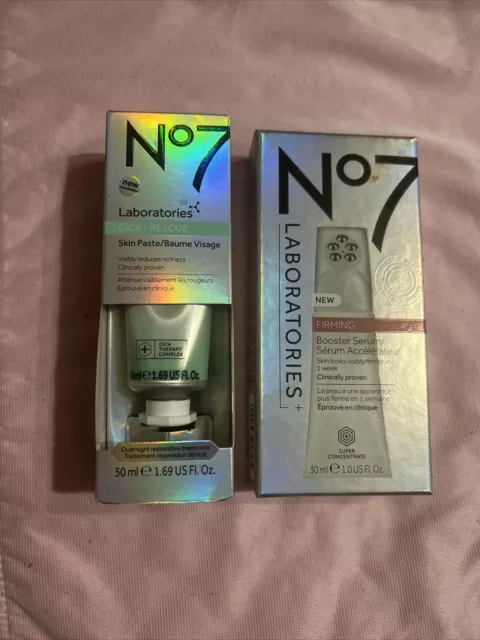 No7
new
Laboratories
CICA - RESCUE
Skin Paste/Baume Visage
Visibly reduces redness
Clinically proven
Atténue visiblement les rougeurs
Éprouvé en clinique
CICA
THERAPY
COMPLEX
ml e 1.69 US Fl. Oz.
Overnight restorative treatment
Traitement réparateur de nuit
50 ml e 1.69 US Fl. Oz.
No7
LABORATORIES+
NEW
FIRMING
Booster Serum/
Sérum Accélérateur
Skin looks visibly firmer in
1 week
Clinically proven
La peau a une apparence
plus ferme en 1 semaine
Éprouvé en clinique
SUPER
CONCENTRATE
30 ml e 1.0 US Fl. Oz.